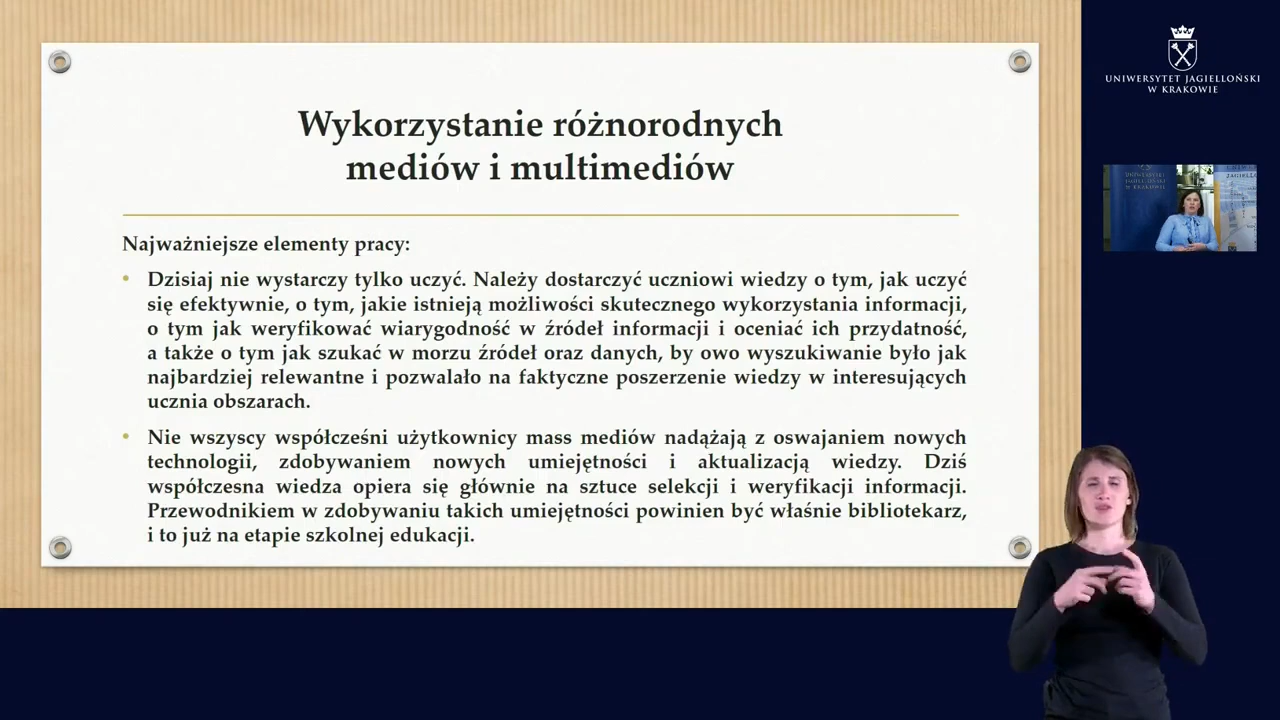 Wykorzystanie różnorodnych
mediów i multimediów
Najważniejsze elementy pracy:
• Dzisiaj nie wystarczy tylko uczyć. Należy dostarczyć uczniowi wiedzy o tym, jak uczyć
się efektywnie, o tym, jakie istnieją możliwości skutecznego wykorzystania informacji,
o tym jak weryfikować wiarygodność w źródeł informacji i oceniać ich przydatność,
a także o tym jak szukać w morzu źródeł oraz danych, by owo wyszukiwanie było jak
najbardziej relewantne i pozwalało na faktyczne poszerzenie wiedzy w interesujących
ucznia obszarach.
• Nie wszyscy współcześni użytkownicy mass mediów nadążają z oswajaniem nowych
technologii, zdobywaniem nowych umiejętności i aktualizacją wiedzy. Dziś
współczesna wiedza opiera się głównie na sztuce selekcji i weryfikacji informacji.
Przewodnikiem w zdobywaniu takich umiejętności powinien być właśnie bibliotekarz,
i to już na etapie szkolnej edukacji.
UNIWERSYTET JAGIELLOŃSKI
W KRAKOWIE
UNIWERSYTET
JAGIELLOŃSKI
W KRAKOWIE